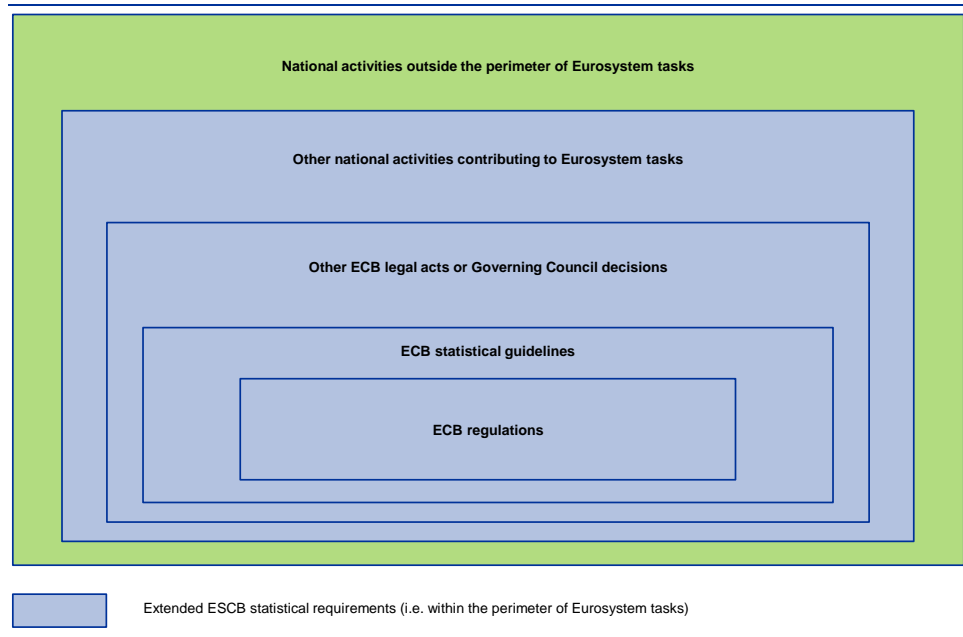 National activities outside the perimeter of Eurosystem tasks
Other national activities contributing to Eurosystem tasks
Other ECB legal acts or Governing Council decisions
ECB statistical guidelines
ECB regulations
Extended ESCB statistical requirements (i.e. within the perimeter of Eurosystem tasks)